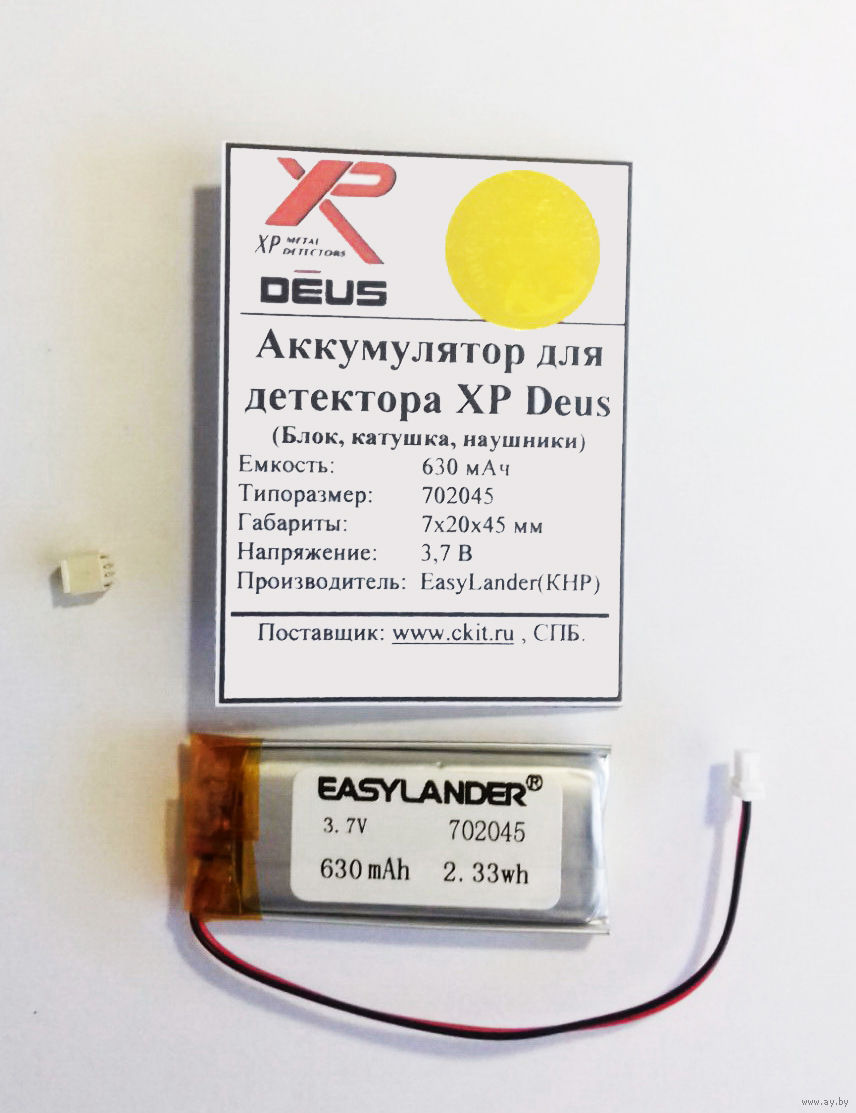 XP
XP METAL
DETECTORS
DĒUS
Аккумулятор для
детектора XP Deus
(Блок, катушка, наушники)
Емкость: 630 мАч
Типоразмер: 702045
Габариты: 7x20x45 мм
Напряжение: 3,7 В
Производитель: EasyLander(КНР)
Поставщик: www.ckit.ru , СПБ.
EASYLANDER®
3.7V 702045
630mAh 2.33wh
www.ay.by